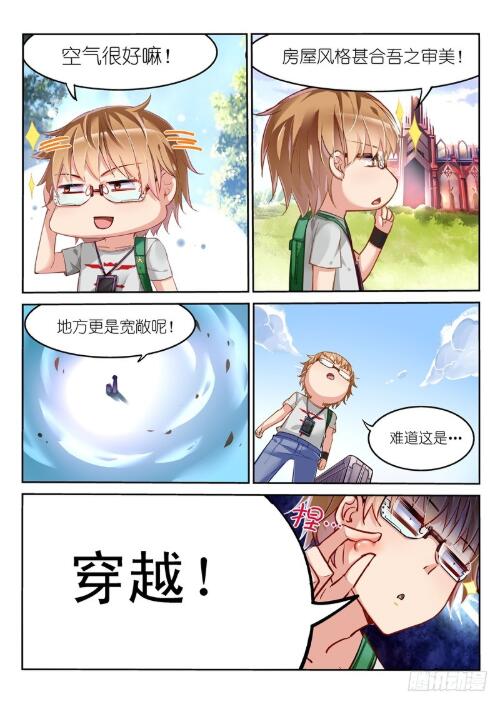 空气很好嘛！
房屋风格甚合吾之审美！
地方更是宽敞呢！
难道这是…
穿越！
捏…
腾讯动漫